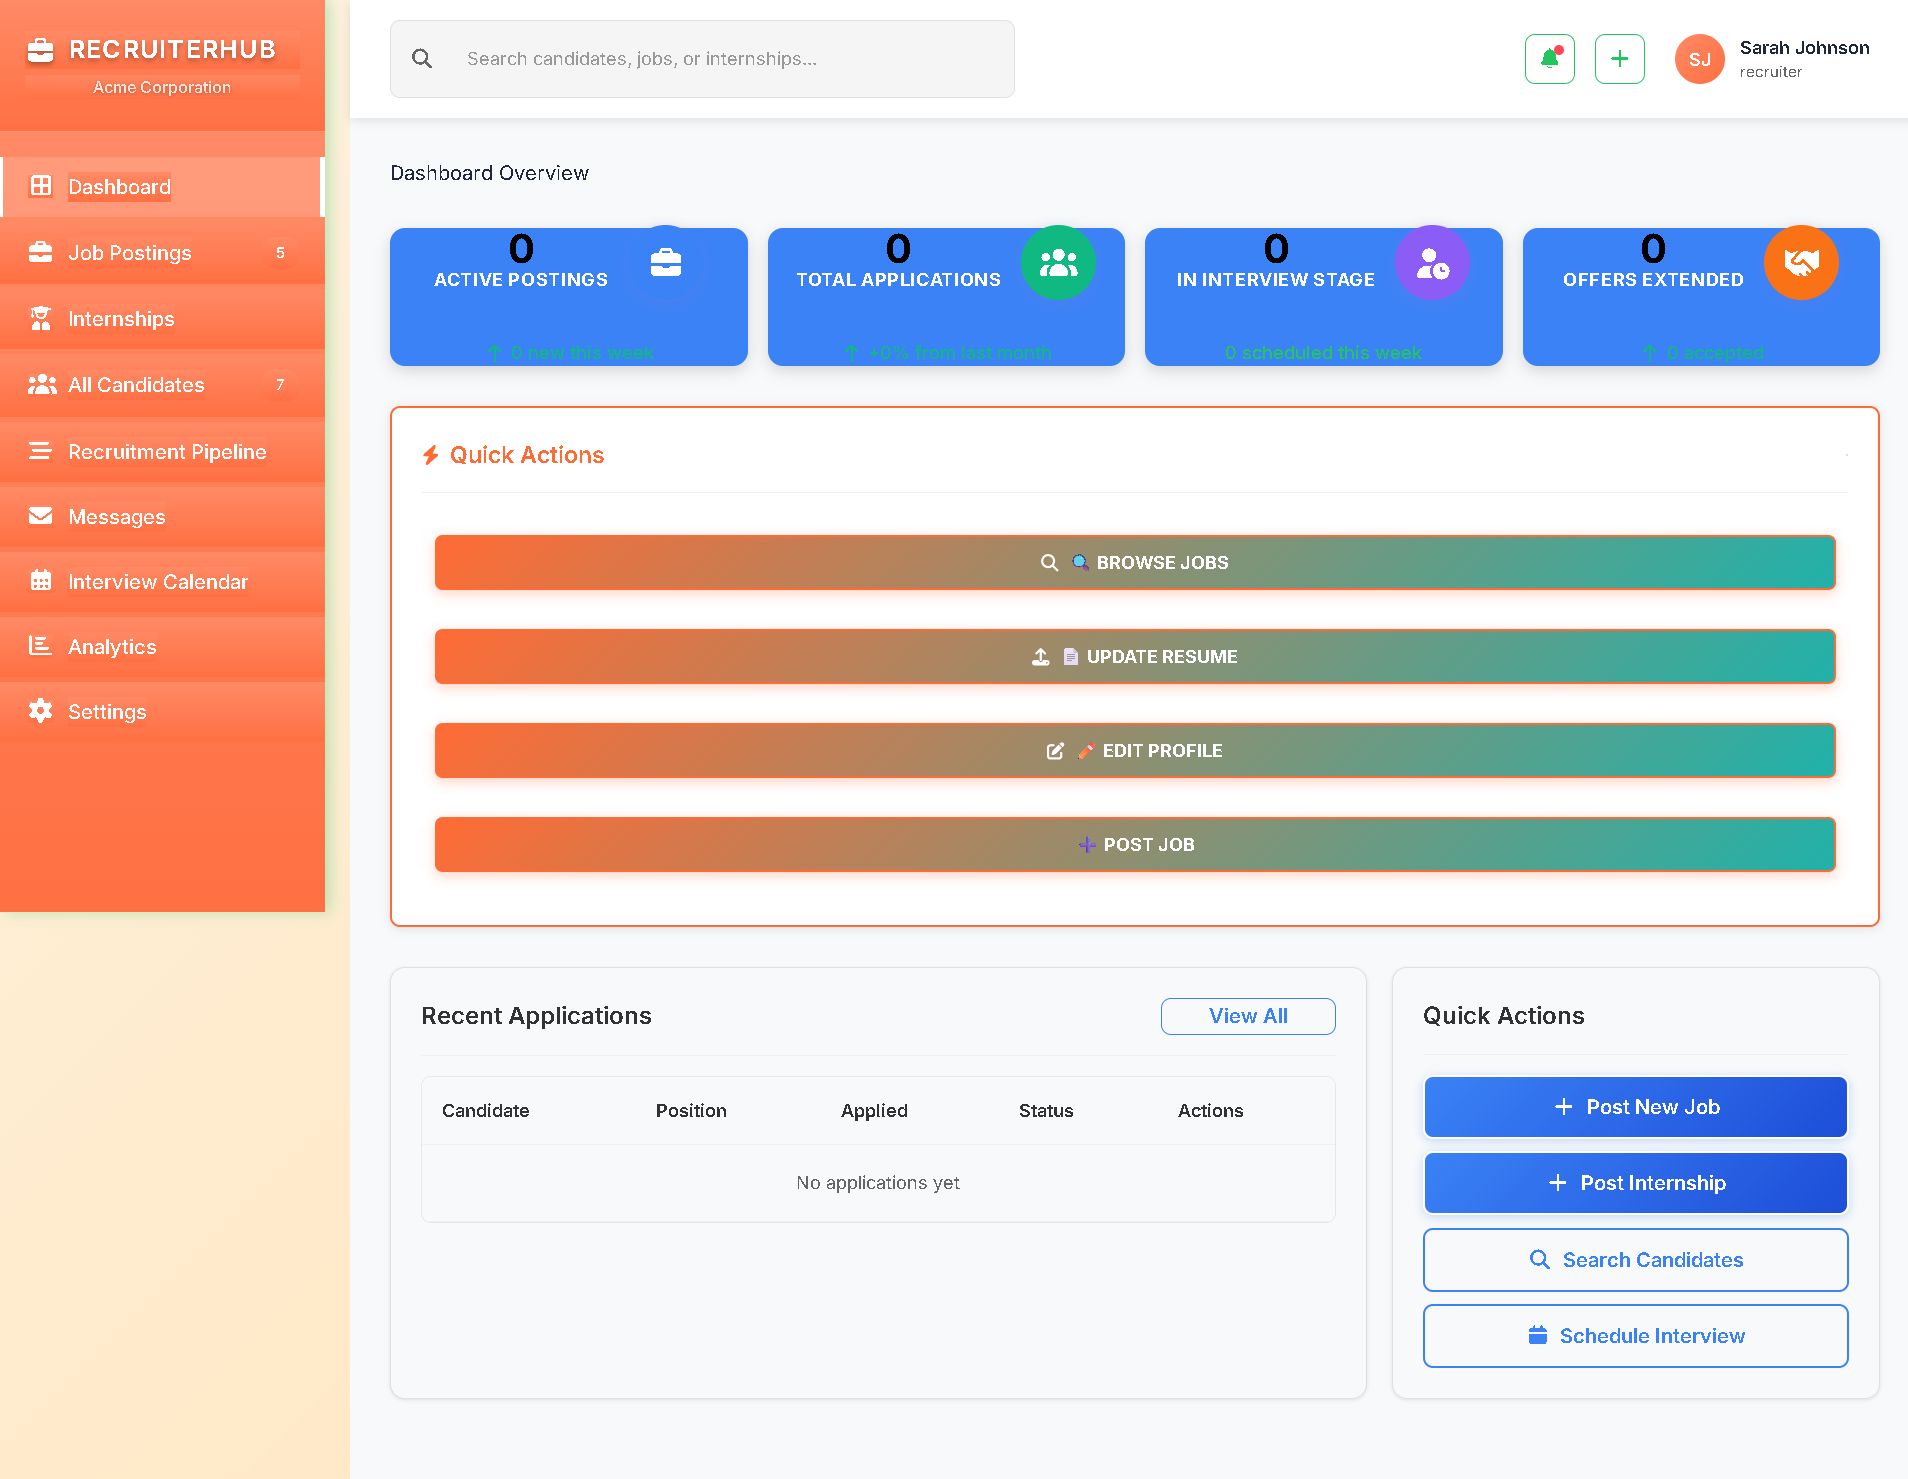 RECRUITERHUB
Acme Corporation
Dashboard
Job Postings 5
Internships
All Candidates 7
Recruitment Pipeline
Messages
Interview Calendar
Analytics
Settings
Search candidates, jobs, or internships...
SJ
Sarah Johnson
recruiter
Dashboard Overview
0
ACTIVE POSTINGS
↑ 0 new this week
0
TOTAL APPLICATIONS
↑ +0% from last month
0
IN INTERVIEW STAGE
0 scheduled this week
0
OFFERS EXTENDED
↑ 0 accepted
Quick Actions
BROWSE JOBS
UPDATE RESUME
EDIT PROFILE
POST JOB
Recent Applications
View All
Candidate Position Applied Status Actions
No applications yet
Quick Actions
Post New Job
Post Internship
Search Candidates
Schedule Interview